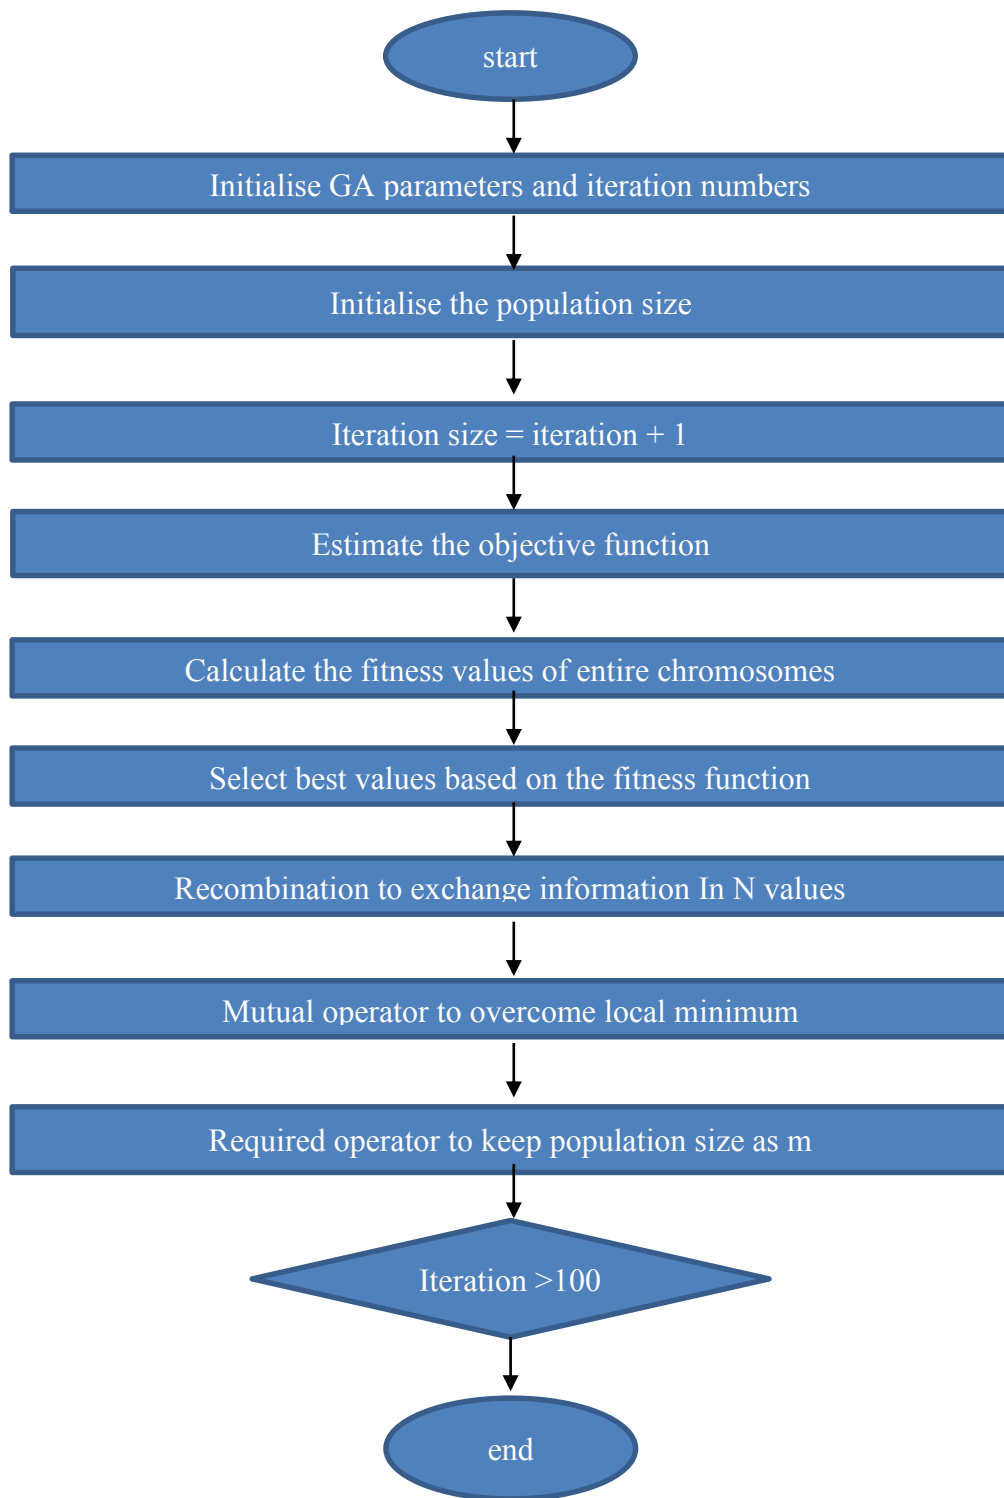 start
Initialise GA parameters and iteration numbers
Initialise the population size
Iteration size = iteration + 1
Estimate the objective function
Calculate the fitness values of entire chromosomes
Select best values based on the fitness function
Recombination to exchange information In N values
Mutual operator to overcome local minimum
Required operator to keep population size as m
Iteration >100
end